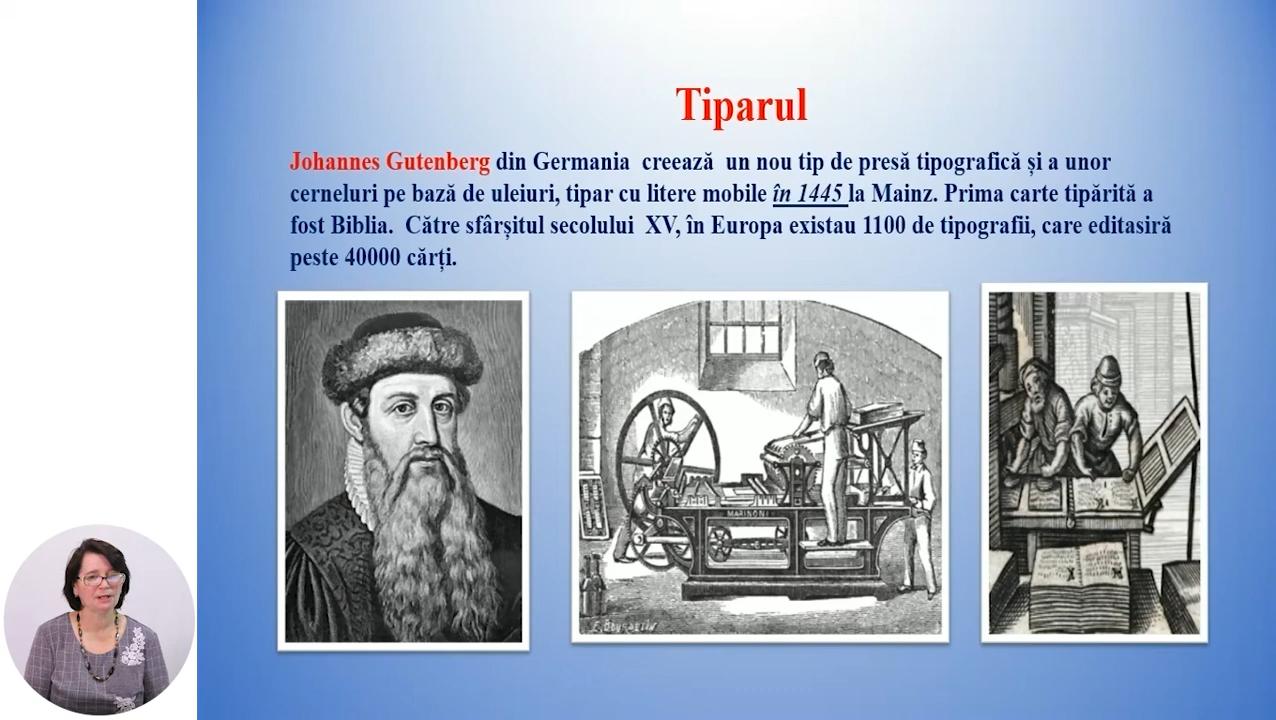 Tiparul
Johannes Gutenberg din Germania creează un nou tip de presă tipografică și a unor
cerneluri pe bază de uleiuri, tipar cu litere mobile în 1445 la Mainz. Prima carte tipărită a
fost Biblia. Către sfârșitul secolului XV, în Europa existau 1100 de tipografii, care editasiră
peste 40000 cărți.
MARINONI